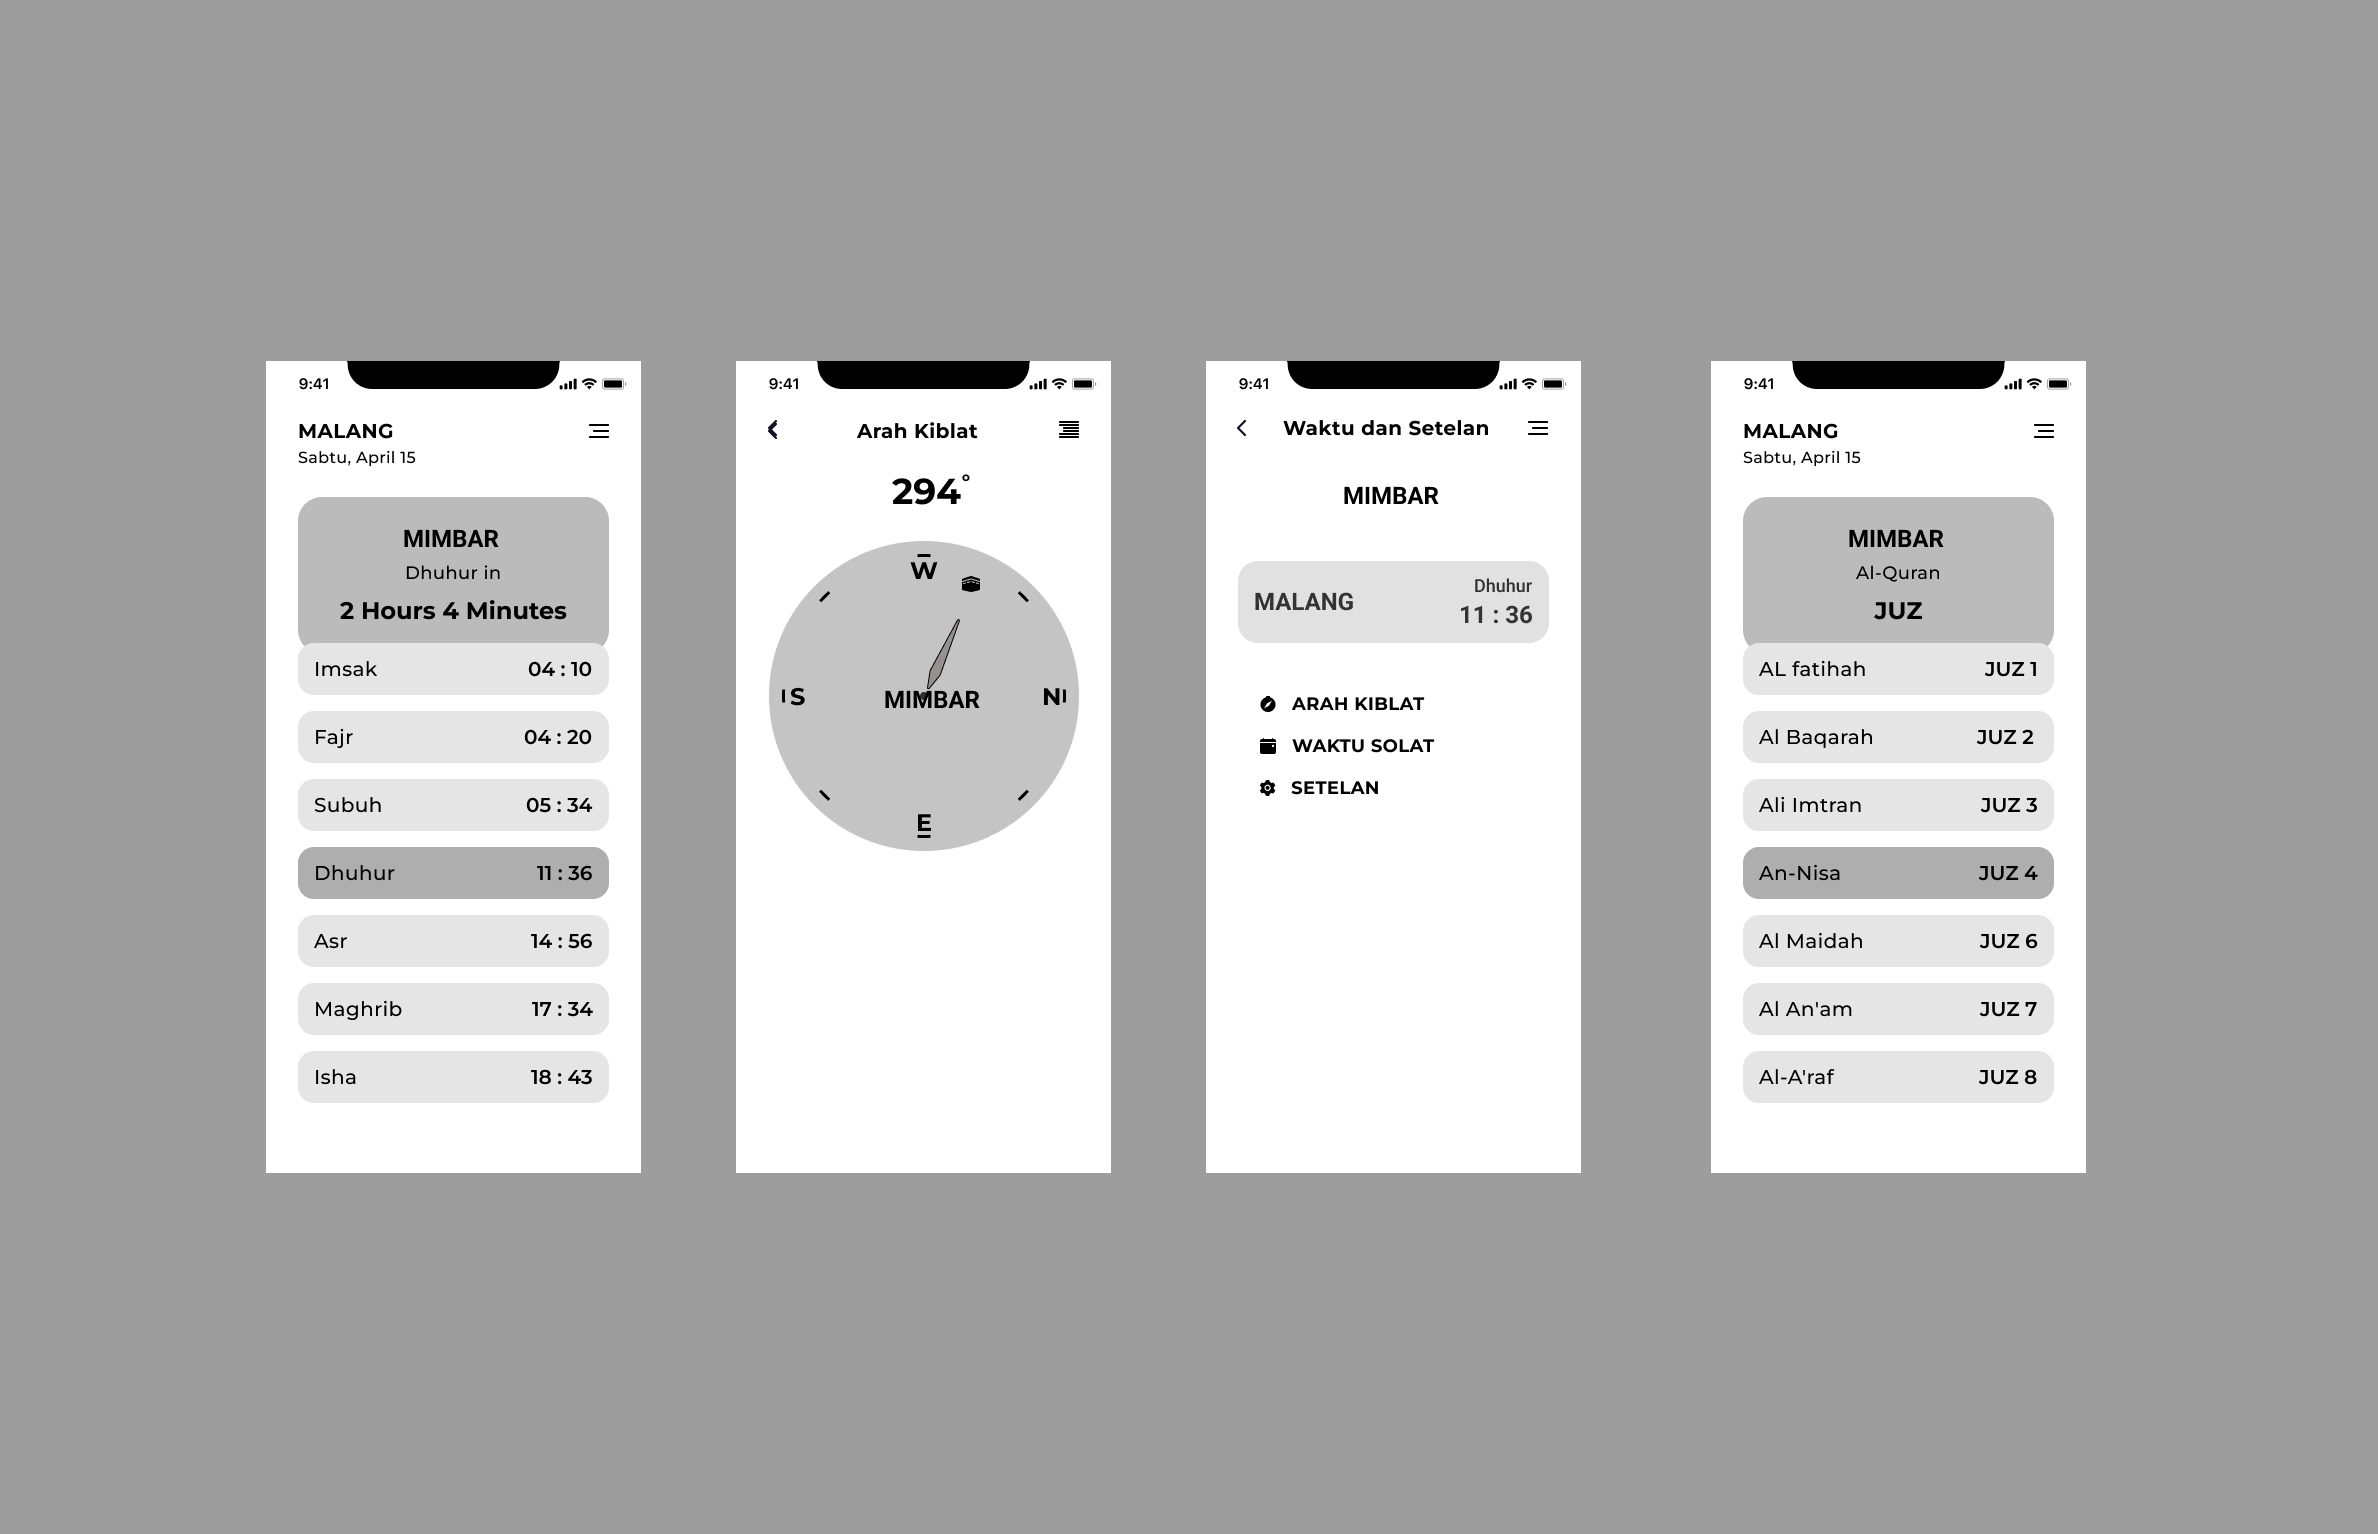 9:41
MALANG
Sabtu, April 15
MIMBAR
Dhuhur in
2 Hours 4 Minutes
Imsak 04 : 10
Fajr 04 : 20
Subuh 05 : 34
Dhuhur 11 : 36
Asr 14 : 56
Maghrib 17 : 34
Isha 18 : 43
9:41
Arah Kiblat
294°
W
S MIMBAR N
E
9:41
Waktu dan Setelan
MIMBAR
Dhuhur
MALANG
11 : 36
ARAH KIBLAT
WAKTU SOLAT
SETELAN
9:41
MALANG
Sabtu, April 15
MIMBAR
Al-Quran
JUZ
AL fatihah JUZ 1
Al Baqarah JUZ 2
Ali Imtran JUZ 3
An-Nisa JUZ 4
Al Maidah JUZ 6
Al An'am JUZ 7
Al-A'raf JUZ 8